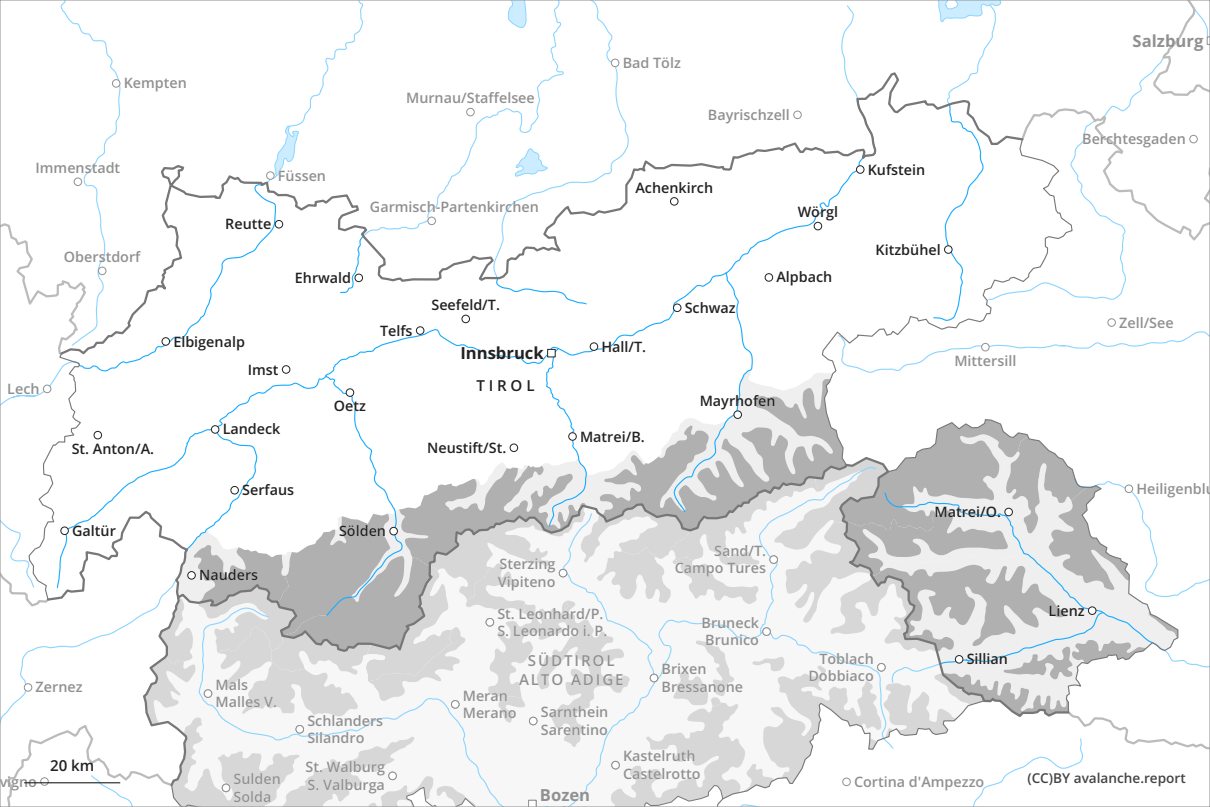 Salzburg
Bad Tölz
Kempten
Murnau/Staffelsee
Bayrischzell
Berchtesgaden
Immenstadt
Füssen
Kufstein
Achenkirch
Garmisch-Partenkirchen
Wörgl
Reutte
Kitzbühel
Oberstdorf
Ehrwald
Alpbach
Seefeld/T.
Schwaz
Zell/See
Telfs
Elbigenalp
Hall/T.
Innsbruck
Mittersill
Imst
TIROL
Lech
Oetz
Mayrhofen
Landeck
Matrei/B.
St. Anton/A.
Neustift/St.
Serfaus
Heiligenblu
Matrei/O.
Galtür
Sölden
Sand/T.
Campo Tures
Sterzing
Vipiteno
Nauders
Lienz
St. Leonhard/P.
S. Leonardo i. P.
Bruneck
Brunico
SÜDTIROL
ALTO ADIGE
Toblach
Dobbiaco
Sillian
Brixen
Bressanone
Zernez
Mals
Malles V.
Meran
Merano
Sarnthein
Sarentino
Schlanders
Silandro
Kastelruth
Castelrotto
20 km
St. Walburg
S. Valburga
vigno
Sulden
Solda
Cortina d'Ampezzo
(CC)BY avalanche.report
Bozen